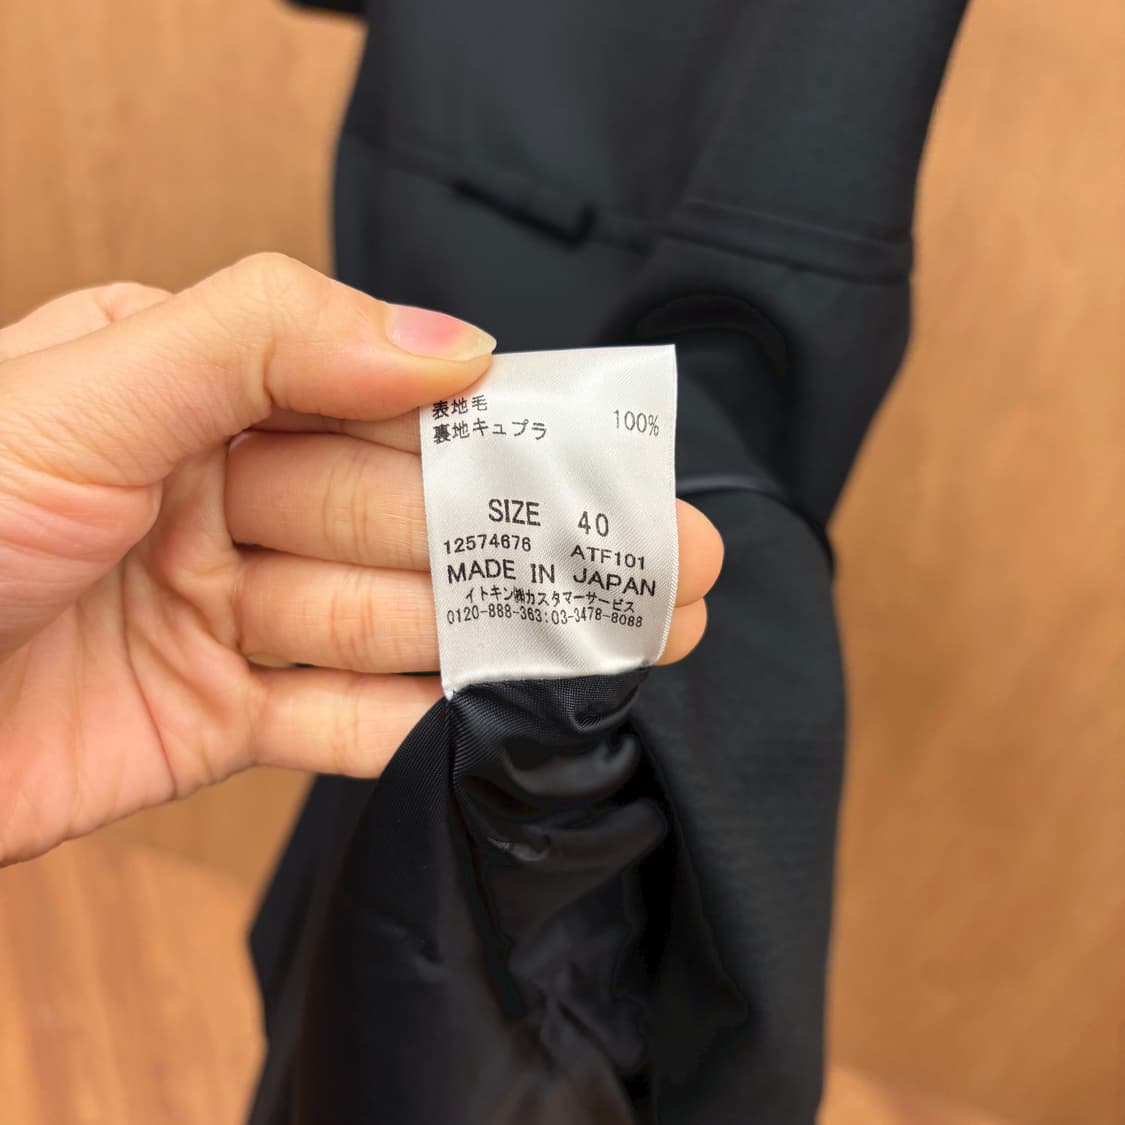 表地毛
裏地キュプラ 100%
SIZE 40
12574676 ATF101
MADE IN JAPAN
イトキン㈱カスタマーサービス
0120-888-363:03-3478-8088